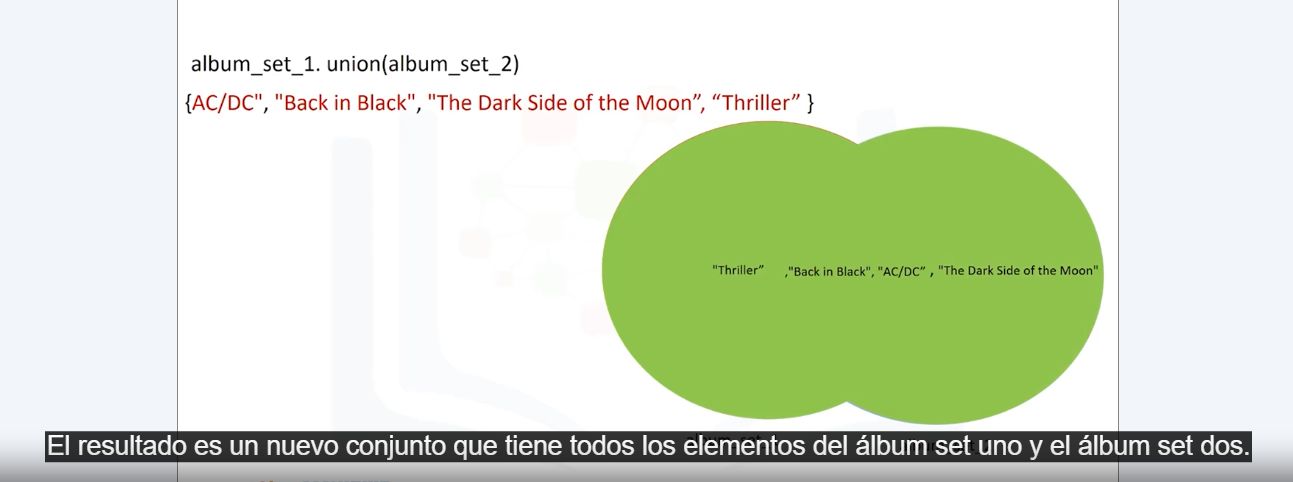 album_set_1. union(album_set_2)
{AC/DC", "Back in Black", "The Dark Side of the Moon”, “Thriller” }
"Thriller” ,"Back in Black", "AC/DC” , "The Dark Side of the Moon"
El resultado es un nuevo conjunto que tiene todos los elementos del álbum set uno y el álbum set dos.